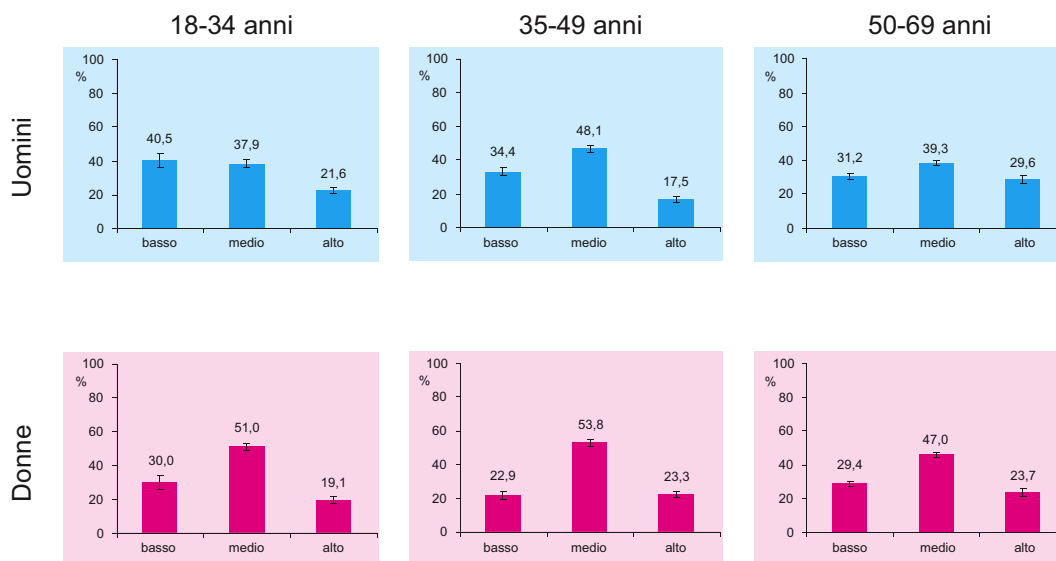 18-34 anni
35-49 anni
50-69 anni
Uomini
100
%
80
60
40
20
0
40,5
37,9
21,6
basso
medio
alto
100
%
80
60
40
20
0
34,4
48,1
17,5
basso
medio
alto
100
%
80
60
40
20
0
31,2
39,3
29,6
basso
medio
alto
Donne
100
%
80
60
40
20
0
30,0
51,0
19,1
basso
medio
alto
100
%
80
60
40
20
0
22,9
53,8
23,3
basso
medio
alto
100
%
80
60
40
20
0
29,4
47,0
23,7
basso
medio
alto